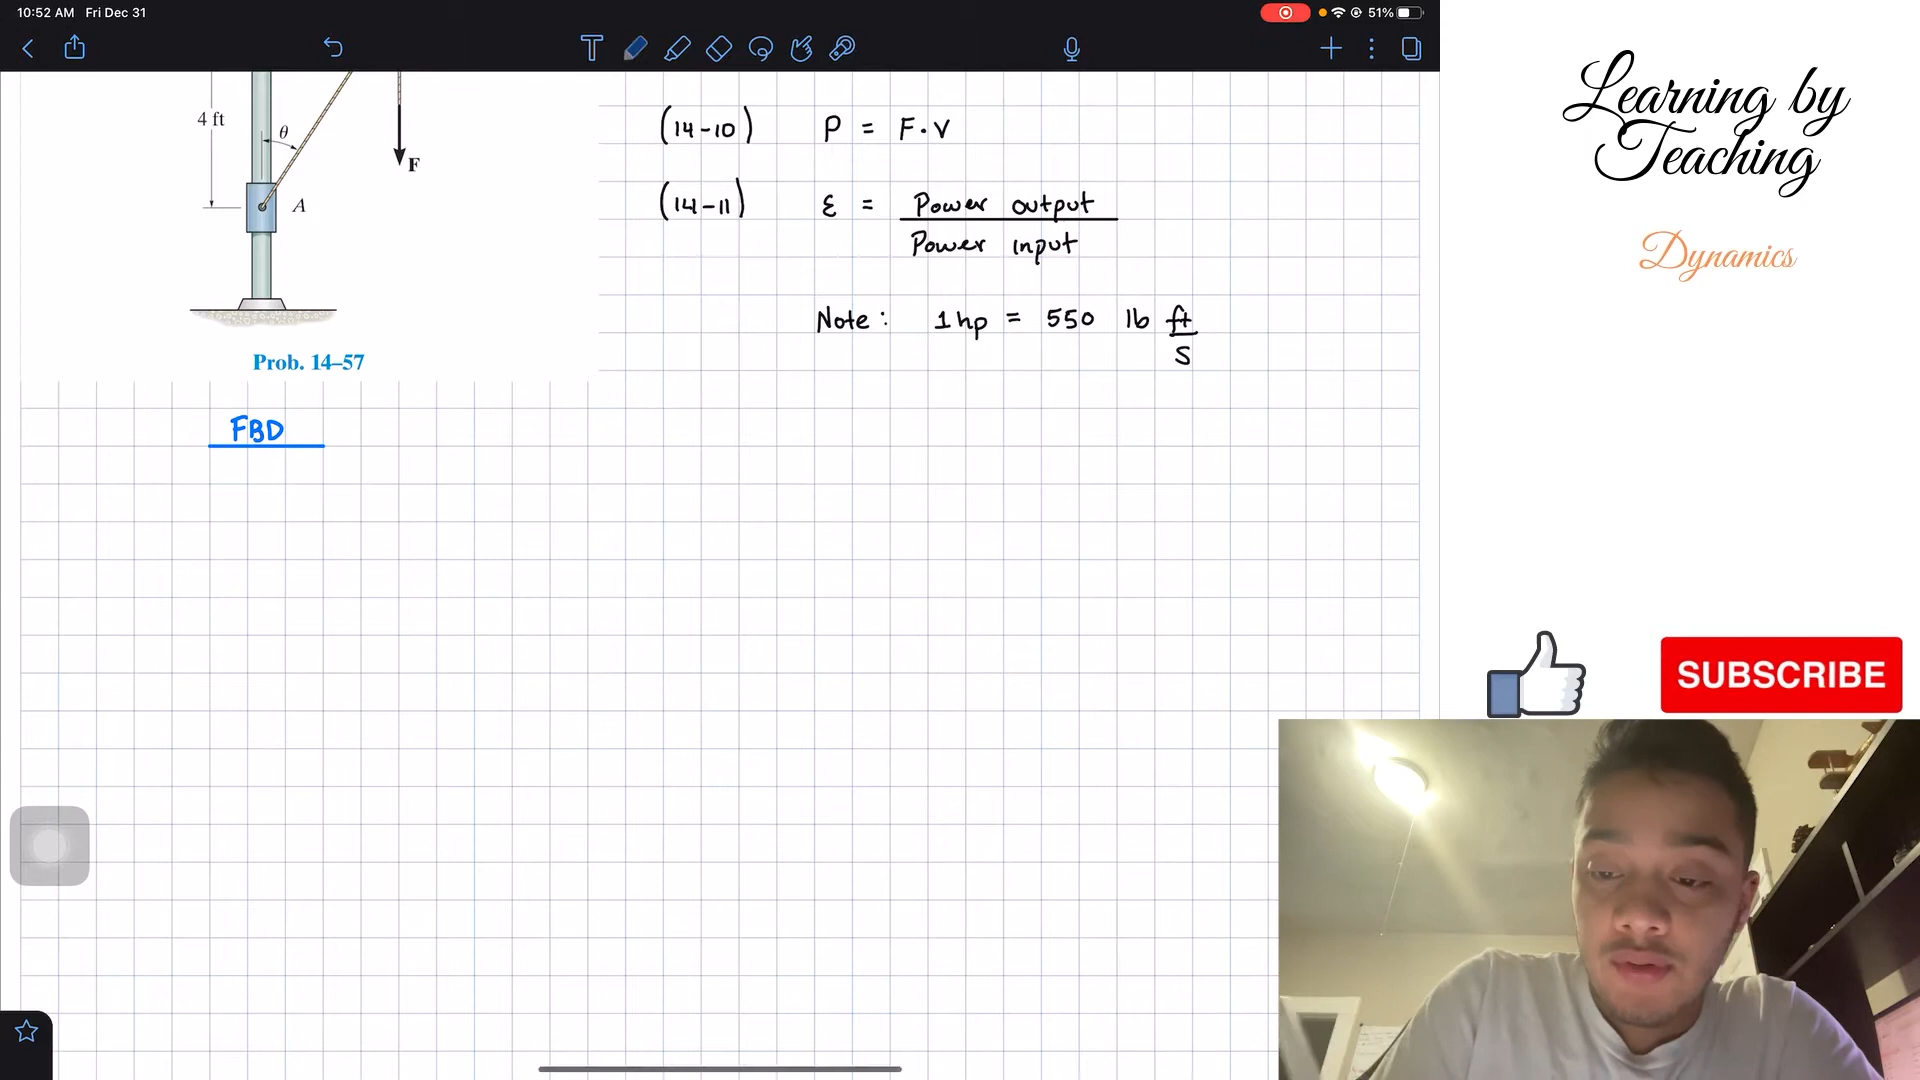 10:52 AM Fri Dec 31
51%
4 ft
θ
F
A
Prob. 14–57
(14-10) P = F·V
(14-11) ε = Power output
Power input
Note: 1hp = 550 lb ft
s
FBD
Learning by
Teaching
Dynamics
SUBSCRIBE